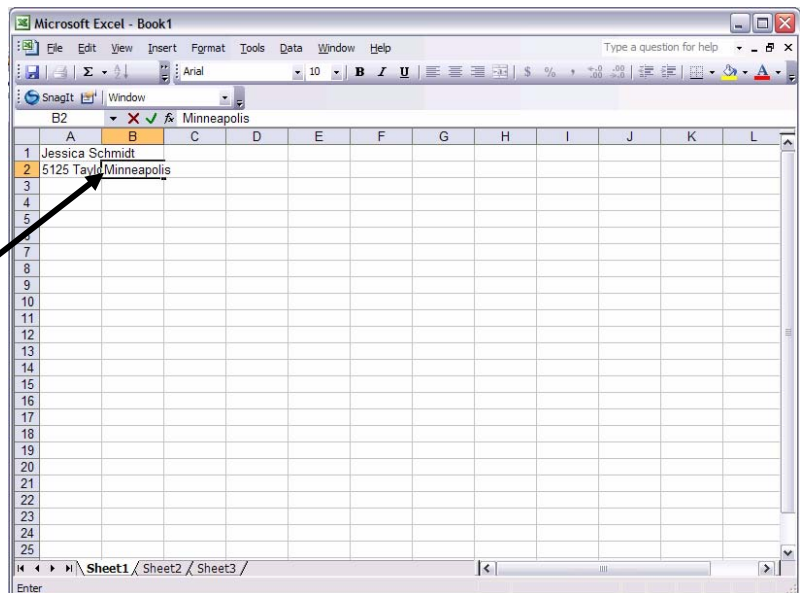 Microsoft Excel - Book1
File Edit View Insert Format Tools Data Window Help Type a question for help
Σ Arial 10 B I U $ % ,
SnagIt Window
B2 fx Minneapolis
A B C D E F G H I J K L
1 Jessica Schmidt
2 5125 Taylo Minneapolis
3
4
5
6
7
8
9
10
11
12
13
14
15
16
17
18
19
20
21
22
23
24
25
Sheet1 / Sheet2 / Sheet3 /
Enter